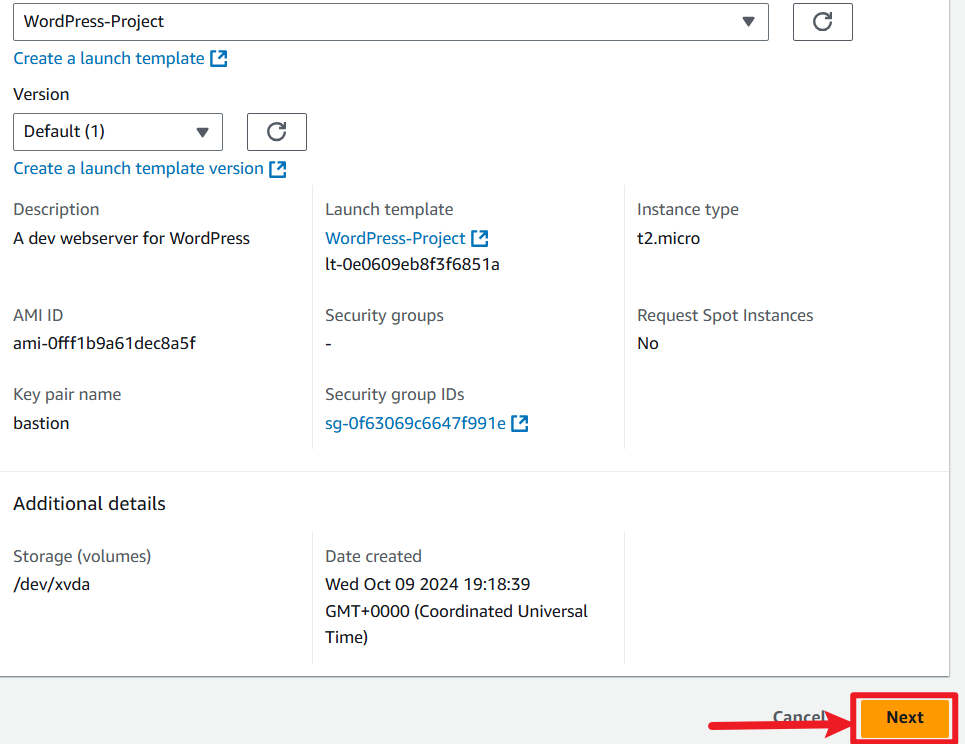 WordPress-Project
Create a launch template
Version
Default (1)
Create a launch template version
Description
A dev webserver for WordPress
Launch template
WordPress-Project
lt-0e0609eb8f3f6851a
Instance type
t2.micro
AMI ID
ami-0fff1b9a61dec8a5f
Security groups
-
Request Spot Instances
No
Key pair name
bastion
Security group IDs
sg-0f63069c6647f991e
Additional details
Storage (volumes)
/dev/xvda
Date created
Wed Oct 09 2024 19:18:39
GMT+0000 (Coordinated Universal
Time)
Cancel
Next